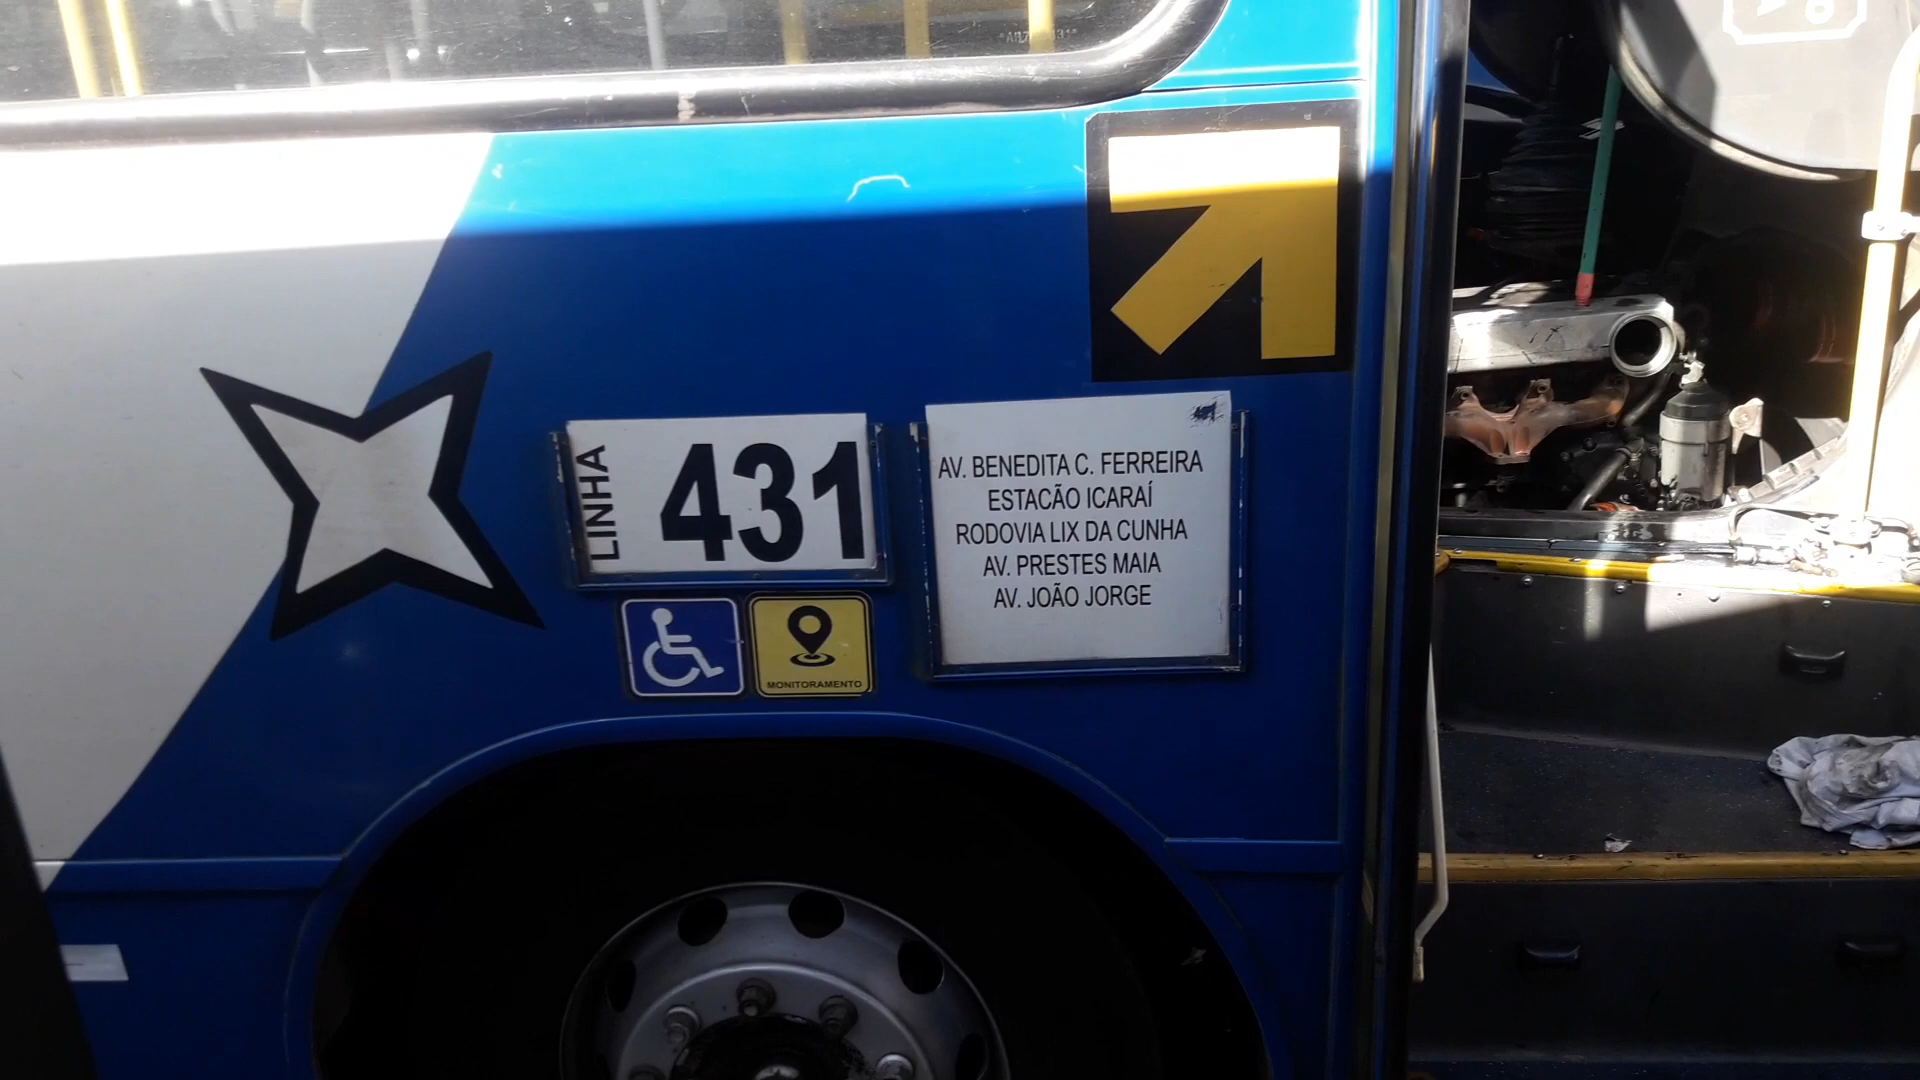 LINHA
431
AV. BENEDITA C. FERREIRA
ESTACÃO ICARAÍ
RODOVIA LIX DA CUNHA
AV. PRESTES MAIA
AV. JOÃO JORGE
MONITORAMENTO